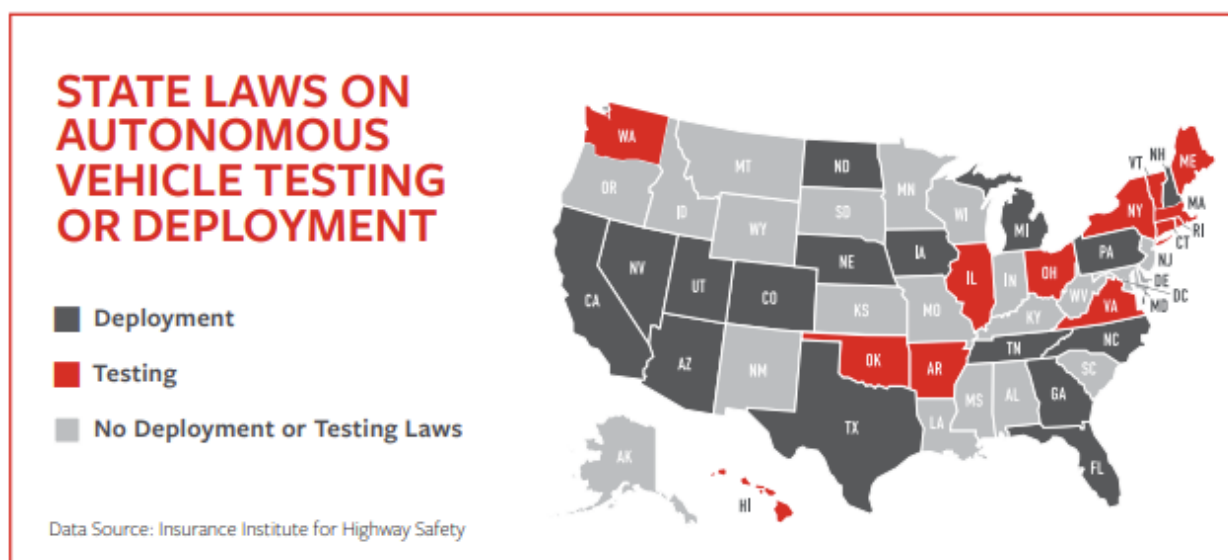 STATE LAWS ON
AUTONOMOUS
VEHICLE TESTING
OR DEPLOYMENT
Deployment
Testing
No Deployment or Testing Laws
Data Source: Insurance Institute for Highway Safety
WA
MT
ND
MN
OR
ID
WY
SD
WI
MI
VT
NH
ME
NY
MA
RI
CT
NV
UT
CO
NE
IA
IL
IN
OH
PA
NJ
DE
DC
MD
CA
KS
MO
KY
WV
VA
AZ
NM
OK
AR
TN
NC
SC
TX
LA
MS
AL
GA
FL
AK
HI